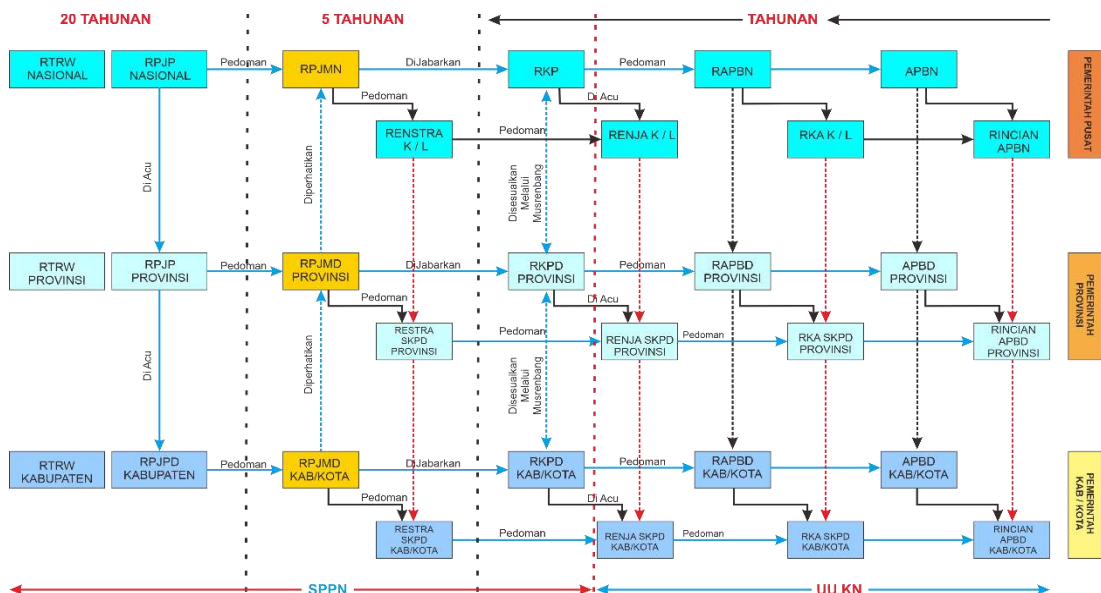 20 TAHUNAN
5 TAHUNAN
TAHUNAN
RTRW
NASIONAL
RPJP
NASIONAL
Pedoman
RPJMN
DiJabarkan
RKP
Pedoman
RAPBN
APBN
PEMERINTAH PUSAT
Pedoman
Di Acu
RENSTRA
K / L
Pedoman
RENJA K / L
RKA K / L
RINCIAN
APBN
Di Acu
Diperhatikan
Disesuaikan
Melalui
Musrenbang
RTRW
PROVINSI
RPJP
PROVINSI
Pedoman
RPJMD
PROVINSI
DiJabarkan
RKPD
PROVINSI
Pedoman
RAPBD
PROVINSI
APBD
PROVINSI
PEMERINTAH
PROVINSI
Pedoman
Di Acu
RESTRA
SKPD
PROVINSI
Pedoman
RENJA SKPD
PROVINSI
Pedoman
RKA SKPD
PROVINSI
RINCIAN
APBD
PROVINSI
Di Acu
Diperhatikan
Disesuaikan
Melalui
Musrenbang
RTRW
KABUPATEN
RPJPD
KABUPATEN
Pedoman
RPJMD
KAB/KOTA
DiJabarkan
RKPD
KAB/KOTA
Pedoman
RAPBD
KAB/KOTA
APBD
KAB/KOTA
PEMERINTAH
KAB / KOTA
Pedoman
Di Acu
RESTRA
SKPD
KAB/KOTA
Pedoman
RENJA SKPD
KAB/KOTA
Pedoman
RKA SKPD
KAB/KOTA
RINCIAN
APBD
KAB/KOTA
SPPN
UU KN